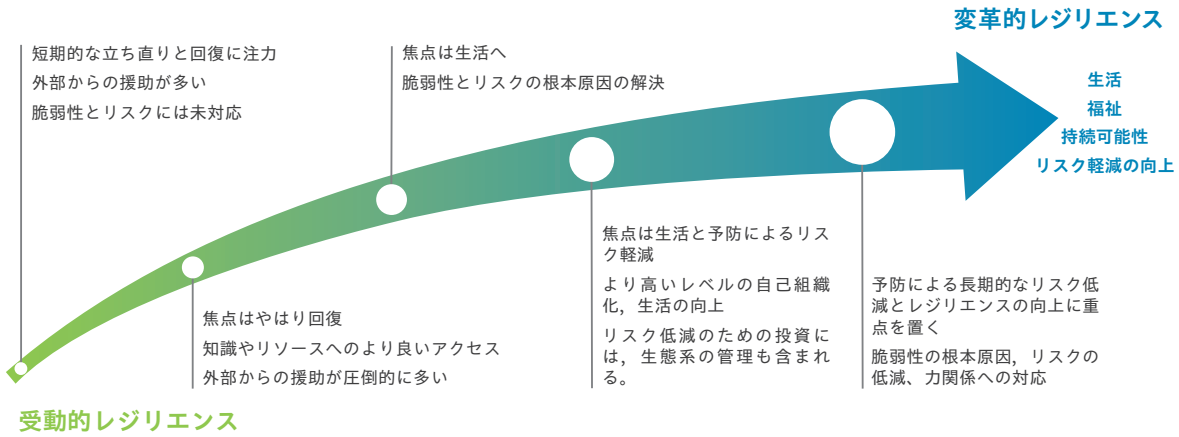 変革的レジリエンス
短期的な立ち直りと回復に注力
外部からの援助が多い
脆弱性とリスクには未対応
焦点はやはり回復
知識やリソースへのより良いアクセス
外部からの援助が圧倒的に多い
焦点は生活へ
脆弱性とリスクの根本原因の解決
焦点は生活と予防によるリス
ク軽減
より高いレベルの自己組織
化，生活の向上
リスク低減のための投資に
は，生態系の管理も含まれ
る。
予防による長期的なリスク低
減とレジリエンスの向上に重
点を置く
脆弱性の根本原因，リスクの
低減、力関係への対応
生活
福祉
持続可能性
リスク軽減の向上
受動的レジリエンス